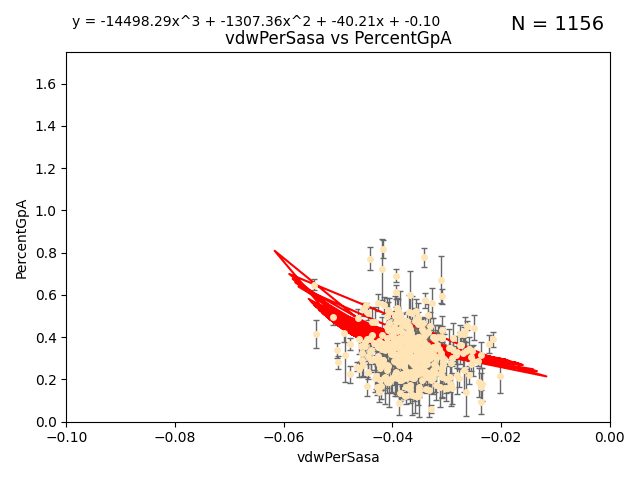 y = -14498.29x^3 + -1307.36x^2 + -40.21x + -0.10
N = 1156
vdwPerSasa vs PercentGpA
PercentGpA
1.6
1.4
1.2
1.0
0.8
0.6
0.4
0.2
0.0
−0.10 −0.08 −0.06 −0.04 −0.02 0.00
vdwPerSasa